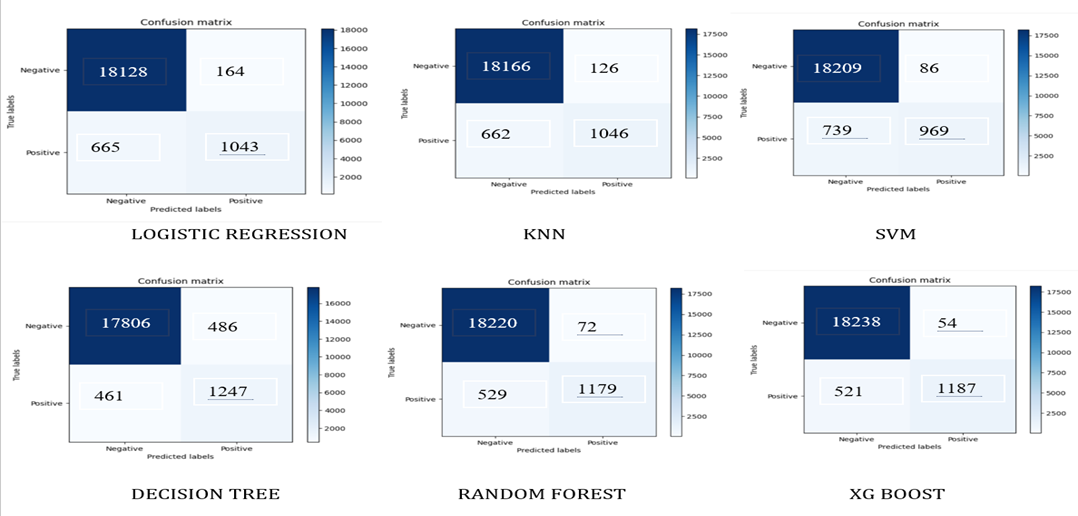 Confusion matrix
18000
16000
14000
12000
10000
8000
6000
4000
2000
True labels
Negative
Positive
18128 164
665 1043
Negative Positive
Predicted labels
LOGISTIC REGRESSION
Confusion matrix
17500
15000
12500
10000
7500
5000
2500
True labels
Negative
Positive
18166 126
662 1046
Negative Positive
Predicted labels
KNN
Confusion matrix
17500
15000
12500
10000
7500
5000
2500
True labels
Negative
Positive
18209 86
739 969
Negative Positive
Predicted labels
SVM
Confusion matrix
16000
14000
12000
10000
8000
6000
4000
2000
True labels
Negative
Positive
17806 486
461 1247
Negative Positive
Predicted labels
DECISION TREE
Confusion matrix
17500
15000
12500
10000
7500
5000
2500
True labels
Negative
Positive
18220 72
529 1179
Negative Positive
Predicted labels
RANDOM FOREST
Confusion matrix
17500
15000
12500
10000
7500
5000
2500
True labels
Negative
Positive
18238 54
521 1187
Negative Positive
Predicted labels
XG BOOST